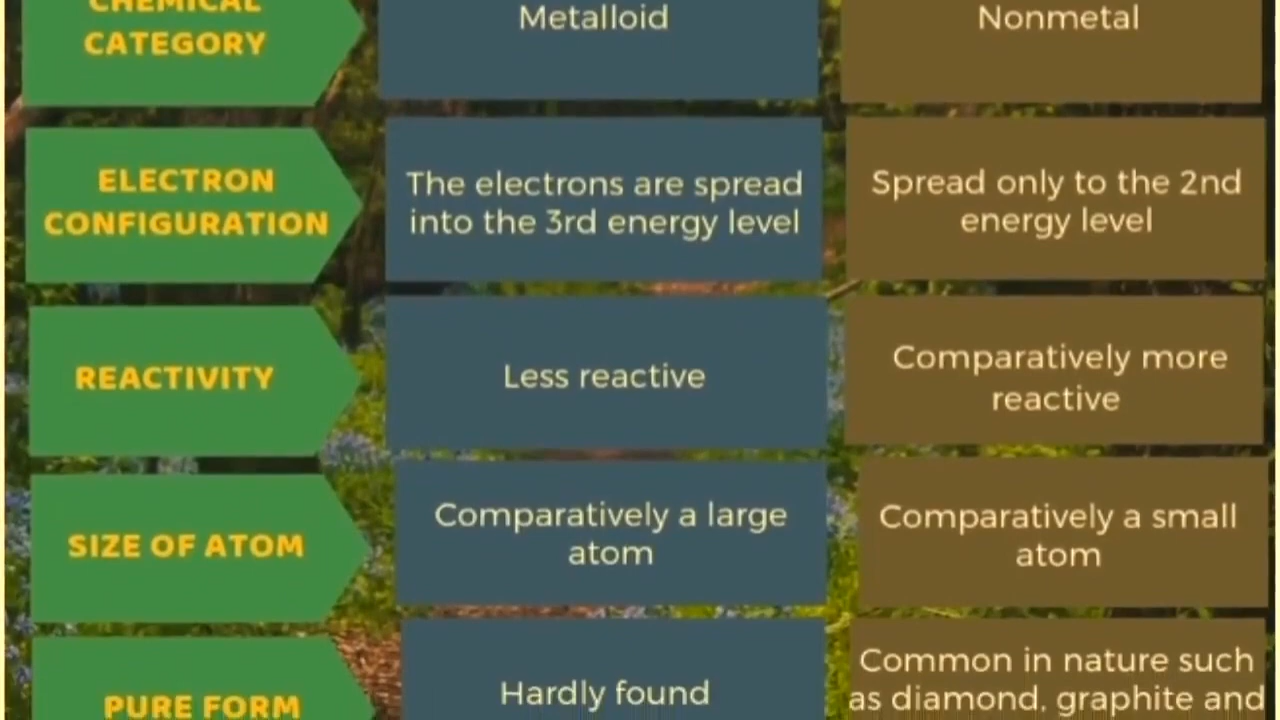 CHEMICAL
CATEGORY
Metalloid
Nonmetal
ELECTRON
CONFIGURATION
The electrons are spread
into the 3rd energy level
Spread only to the 2nd
energy level
REACTIVITY
Less reactive
Comparatively more
reactive
SIZE OF ATOM
Comparatively a large
atom
Comparatively a small
atom
PURE FORM
Hardly found
Common in nature such
as diamond, graphite and